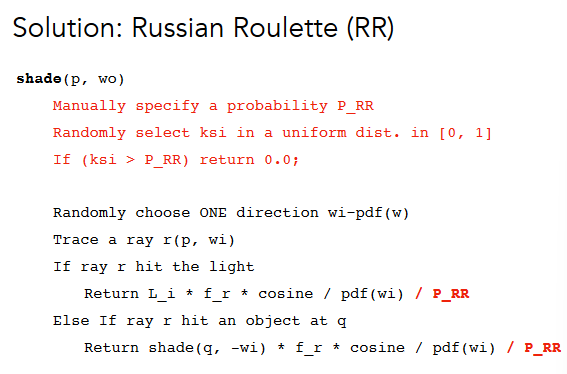 Solution: Russian Roulette (RR)
shade(p, wo)
Manually specify a probability P_RR
Randomly select ksi in a uniform dist. in [0, 1]
If (ksi > P_RR) return 0.0;
Randomly choose ONE direction wi~pdf(w)
Trace a ray r(p, wi)
If ray r hit the light
Return L_i * f_r * cosine / pdf(wi) / P_RR
Else If ray r hit an object at q
Return shade(q, -wi) * f_r * cosine / pdf(wi) / P_RR